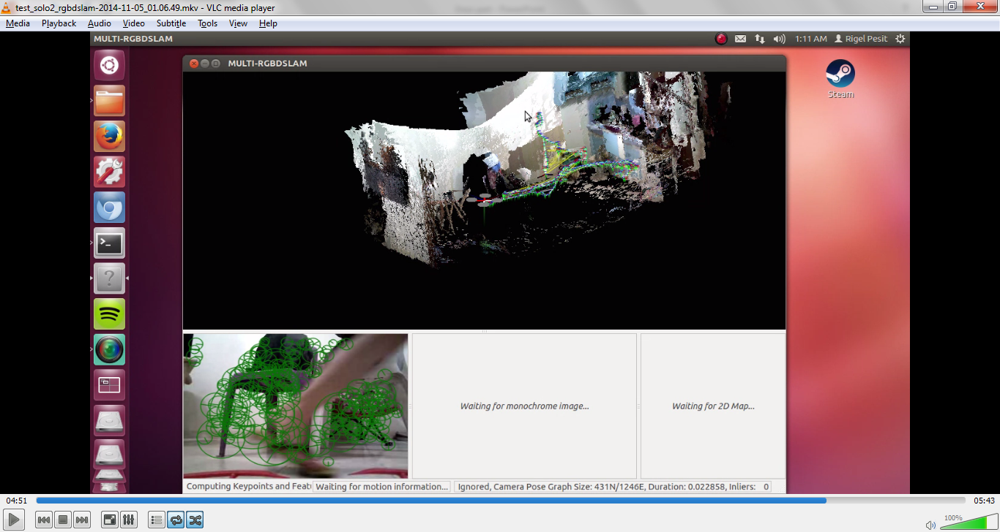 test_solo2_rgbdslam-2014-11-05_01.06.49.mkv - VLC media player
Media Playback Audio Video Subtitle Tools View Help
MULTI-RGBDSLAM 1:11 AM Rigel Pesit
MULTI-RGBDSLAM
Steam
Waiting for monochrome image...
Waiting for 2D Map...
Computing Keypoints and Featu Waiting for motion information... Ignored, Camera Pose Graph Size: 431N/1246E, Duration: 0.022858, Inliers: 0
04:51 05:43
100%